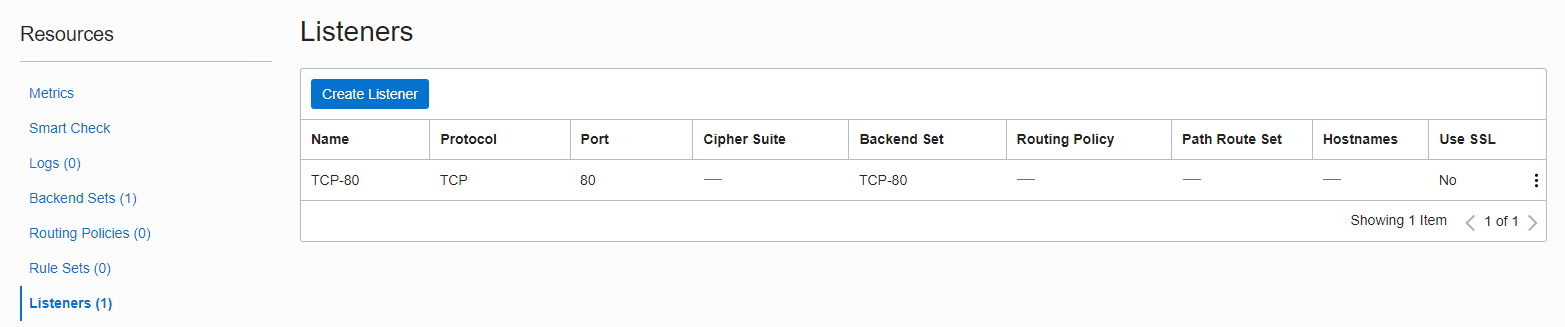 Resources
Metrics
Smart Check
Logs (0)
Backend Sets (1)
Routing Policies (0)
Rule Sets (0)
Listeners (1)
Listeners
Create Listener
Name Protocol Port Cipher Suite Backend Set Routing Policy Path Route Set Hostnames Use SSL
TCP-80 TCP 80 — TCP-80 — — — No
Showing 1 Item 1 of 1